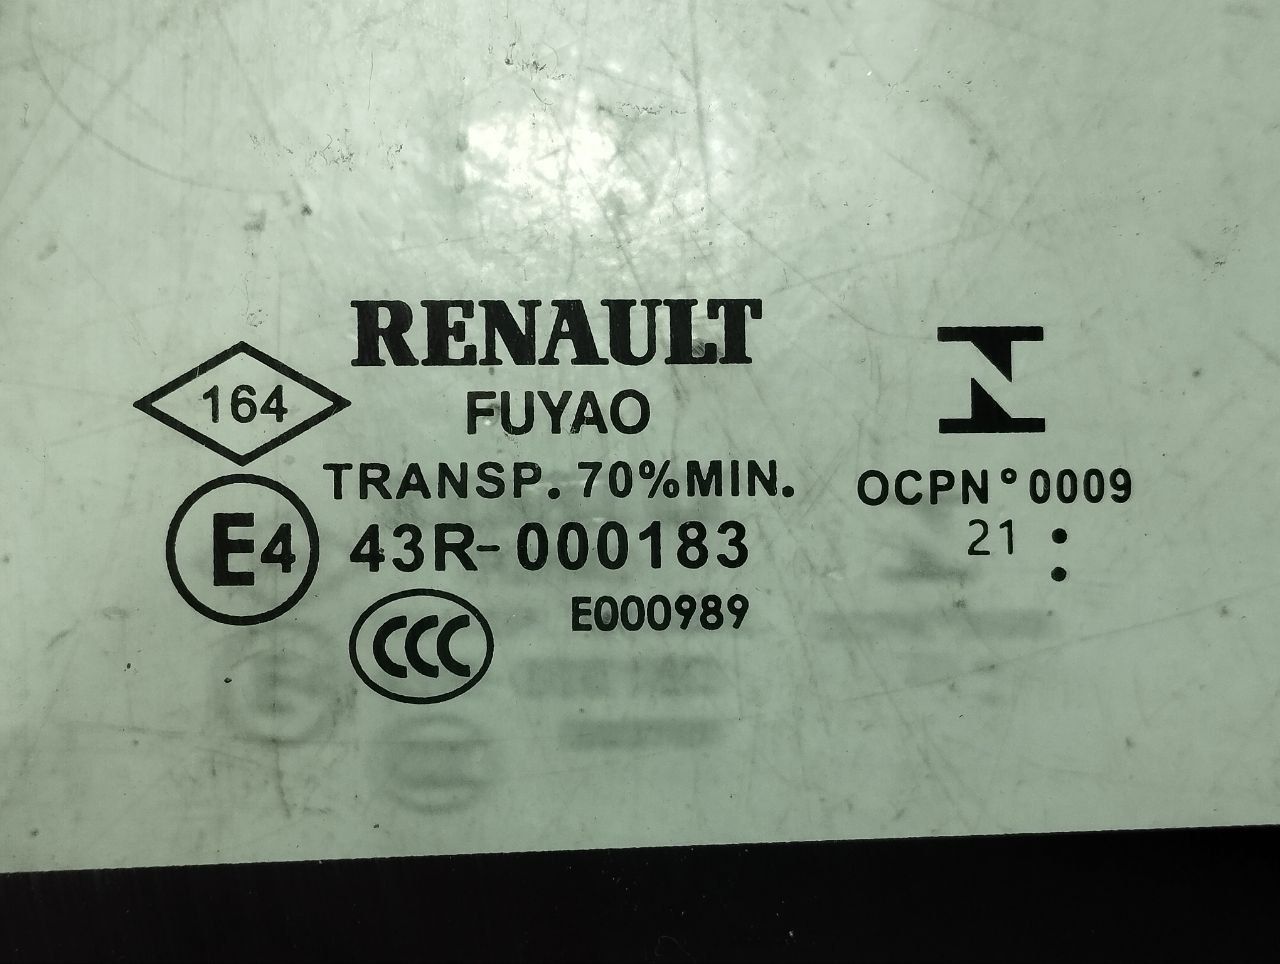 RENAULT
164
FUYAO
TRANSP. 70%MIN.
OCPN°0009
E4
43R-000183
21 :
CCC
E000989